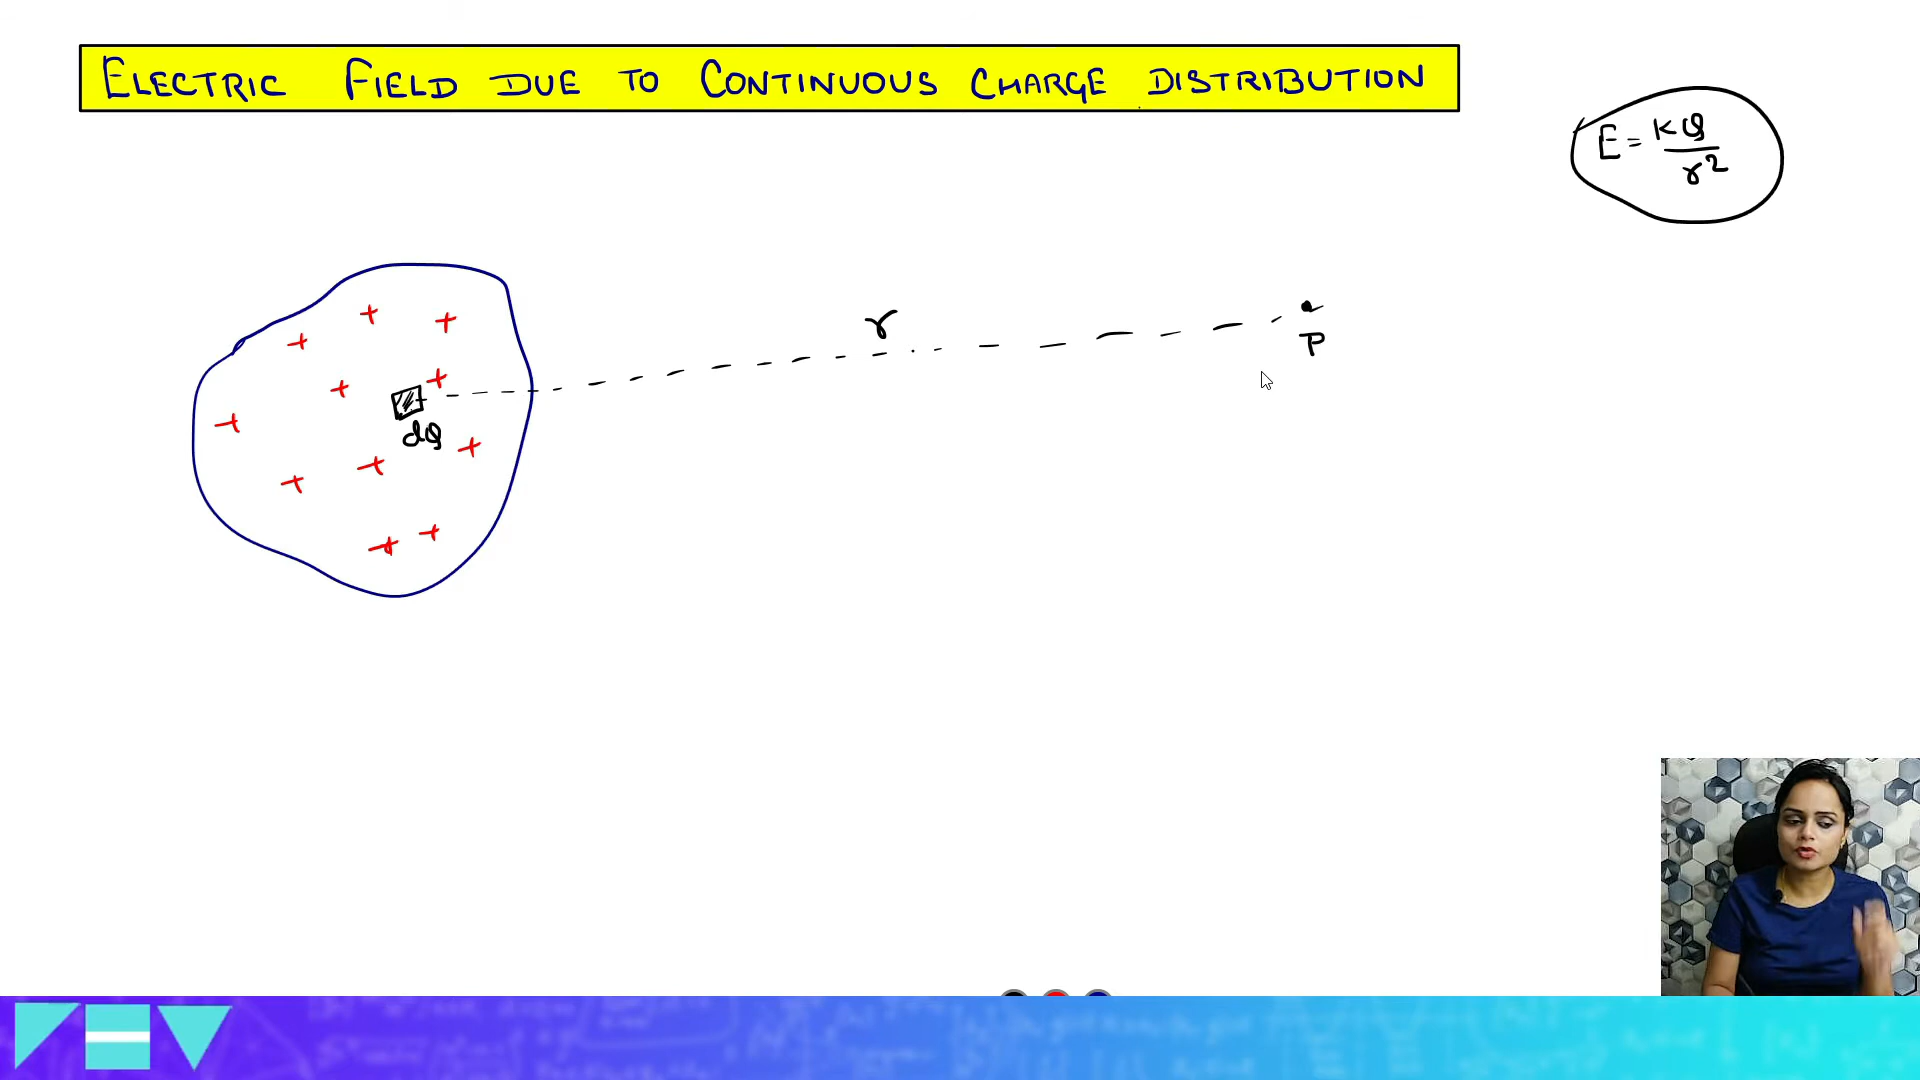 ELECTRIC FIELD DUE TO CONTINUOUS CHARGE DISTRIBUTION
E = KQ / r²
r
P
dQ